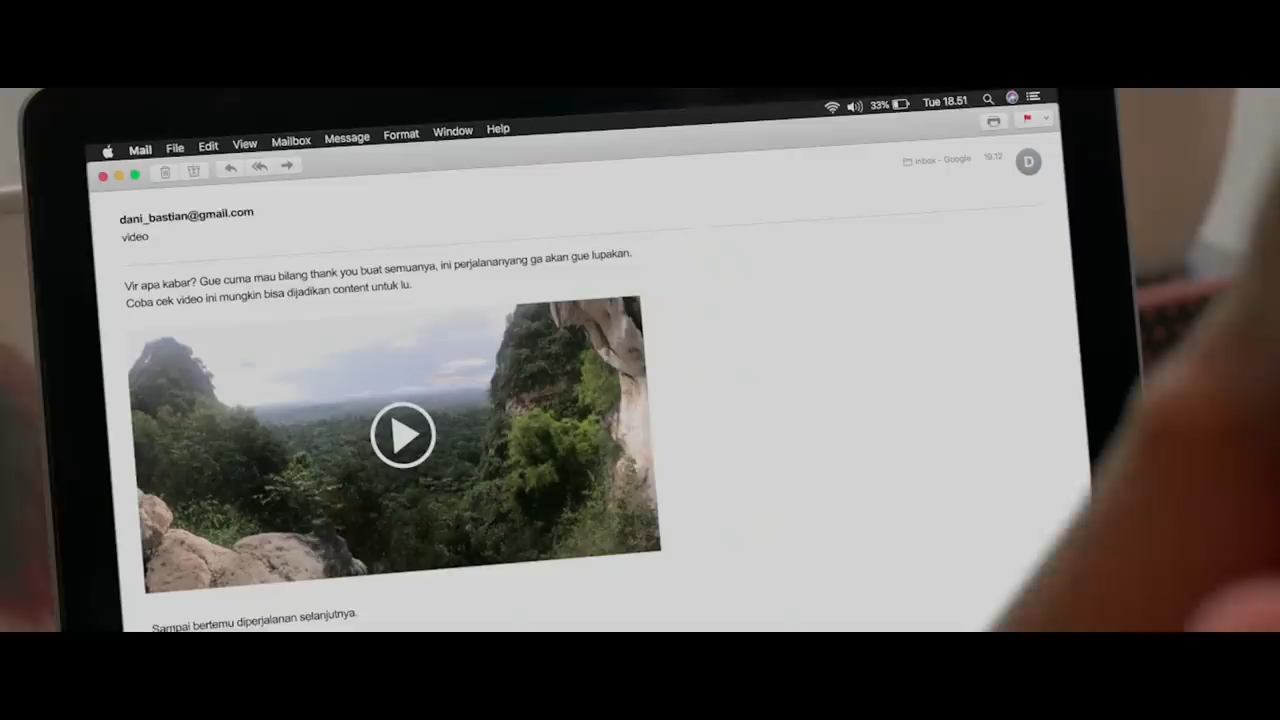 Mail File Edit View Mailbox Message Format Window Help 33% Tue 18.51
Inbox - Google 19.12 D
dani_bastian@gmail.com
video
Vir apa kabar? Gue cuma mau bilang thank you buat semuanya, ini perjalananyang ga akan gue lupakan.
Coba cek video ini mungkin bisa dijadikan content untuk lu.
Sampai bertemu diperjalanan selanjutnya.